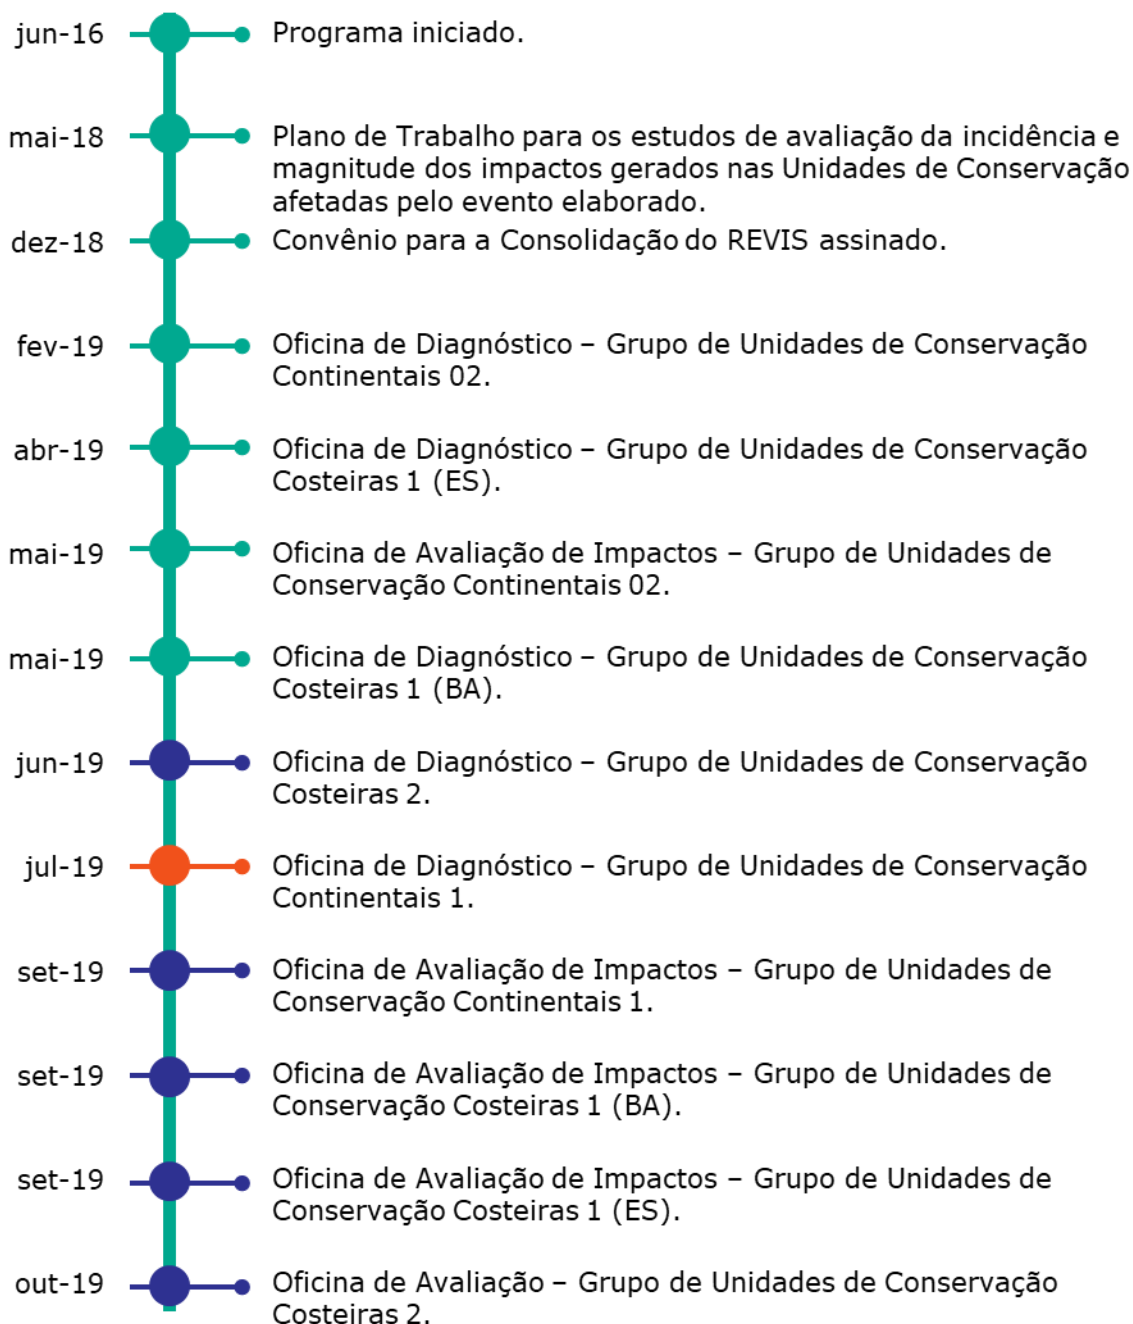 jun-16 Programa iniciado.
mai-18 Plano de Trabalho para os estudos de avaliação da incidência e
magnitude dos impactos gerados nas Unidades de Conservação
afetadas pelo evento elaborado.
dez-18 Convênio para a Consolidação do REVIS assinado.
fev-19 Oficina de Diagnóstico – Grupo de Unidades de Conservação
Continentais 02.
abr-19 Oficina de Diagnóstico – Grupo de Unidades de Conservação
Costeiras 1 (ES).
mai-19 Oficina de Avaliação de Impactos – Grupo de Unidades de
Conservação Continentais 02.
mai-19 Oficina de Diagnóstico – Grupo de Unidades de Conservação
Costeiras 1 (BA).
jun-19 Oficina de Diagnóstico – Grupo de Unidades de Conservação
Costeiras 2.
jul-19 Oficina de Diagnóstico – Grupo de Unidades de Conservação
Continentais 1.
set-19 Oficina de Avaliação de Impactos – Grupo de Unidades de
Conservação Continentais 1.
set-19 Oficina de Avaliação de Impactos – Grupo de Unidades de
Conservação Costeiras 1 (BA).
set-19 Oficina de Avaliação de Impactos – Grupo de Unidades de
Conservação Costeiras 1 (ES).
out-19 Oficina de Avaliação – Grupo de Unidades de Conservação
Costeiras 2.